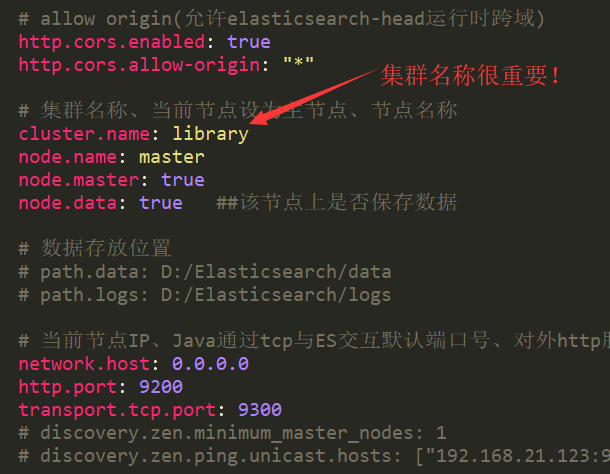 # allow origin(允许elasticsearch-head运行时跨域)
http.cors.enabled: true
http.cors.allow-origin: "*"
集群名称很重要！
# 集群名称、当前节点设为主节点、节点名称
cluster.name: library
node.name: master
node.master: true
node.data: true   ##该节点上是否保存数据
# 数据存放位置
# path.data: D:/Elasticsearch/data
# path.logs: D:/Elasticsearch/logs
# 当前节点IP、Java通过tcp与ES交互默认端口号、对外http
network.host: 0.0.0.0
http.port: 9200
transport.tcp.port: 9300
# discovery.zen.minimum_master_nodes: 1
# discovery.zen.ping.unicast.hosts: ["192.168.21.123:9